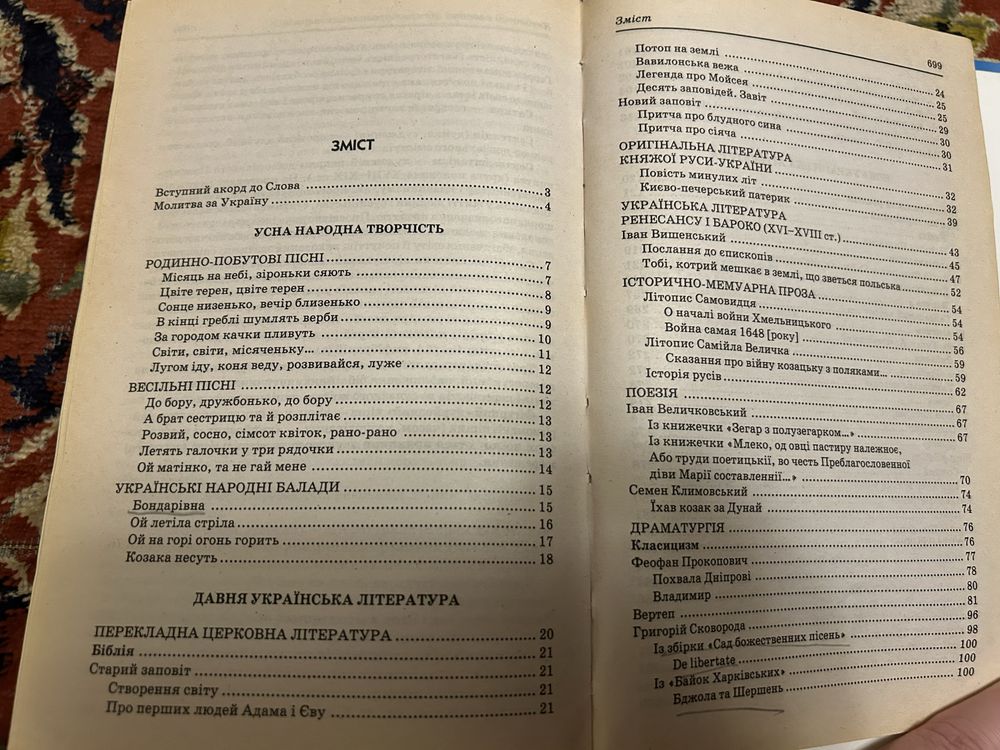 ЗМІСТ
Вступний акорд до Слова ... 3
Молитва за Україну ... 4
УСНА НАРОДНА ТВОРЧІСТЬ
РОДИННО-ПОБУТОВІ ПІСНІ ... 7
Місяць на небі, зіроньки сяють ... 7
Цвіте терен, цвіте терен ... 8
Сонце низенько, вечір близенько ... 9
В кінці греблі шумлять верби ... 9
За городом качки пливуть ... 10
Світи, світи, місяченьку... ... 11
Лугом іду, коня веду, розвивайся, луже ... 12
ВЕСІЛЬНІ ПІСНІ ... 12
До бору, дружбонько, до бору ... 12
А брат сестрицю та й розплітає ... 13
Розвий, сосно, сімсот квіток, рано-рано ... 13
Летять галочки у три рядочки ... 13
Ой матінко, та не гай мене ... 14
УКРАЇНСЬКІ НАРОДНІ БАЛАДИ ... 15
Бондарівна ... 15
Ой летіла стріла ... 16
Ой на горі огонь горить ... 17
Козака несуть ... 18
ДАВНЯ УКРАЇНСЬКА ЛІТЕРАТУРА
ПЕРЕКЛАДНА ЦЕРКОВНА ЛІТЕРАТУРА ... 20
Біблія ... 21
Старий заповіт ... 21
Створення світу ... 21
Про перших людей Адама і Єву ... 21
Зміст 699
Потоп на землі ... 24
Вавилонська вежа ... 25
Легенда про Мойсея ... 25
Десять заповідей. Завіт ... 29
Новий заповіт ... 30
Притча про блудного сина ... 30
Притча про сіяча ... 31
ОРИГІНАЛЬНА ЛІТЕРАТУРА
КНЯЖОЇ РУСИ-УКРАЇНИ ... 32
Повість минулих літ ... 32
Києво-печерський патерик ... 39
УКРАЇНСЬКА ЛІТЕРАТУРА
РЕНЕСАНСУ І БАРОКО (XVI–XVIII ст.) ... 43
Іван Вишенський ... 45
Послання до єпископів ... 47
Тобі, котрий мешкає в землі, що зветься польська ... 52
ІСТОРИЧНО-МЕМУАРНА ПРОЗА ... 54
Літопис Самовидця ... 54
О началі войни Хмельницького ... 54
Война самая 1648 [року] ... 56
Літопис Самійла Величка ... 59
Сказання про війну козацьку з поляками... ... 59
Історія русів ... 62
ПОЕЗІЯ ... 67
Іван Величковський ... 67
Із книжечки «Зегар з полузегарком...» ... 67
Із книжечки «Млеко, од овці пастиру належное,
Або труди поетицькії, во честь Преблагословенної
діви Марії составленнії...» ... 70
Семен Климовський ... 74
Їхав козак за Дунай ... 74
ДРАМАТУРГІЯ ... 76
Класицизм ... 76
Феофан Прокопович ... 77
Похвала Дніпрові ... 78
Владимир ... 80
Вертеп ... 81
Григорій Сковорода ... 96
Із збірки «Сад божественних пісень» ... 98
De libertate ... 100
Із «Байок Харківських» ... 100
Бджола та Шершень ... 100